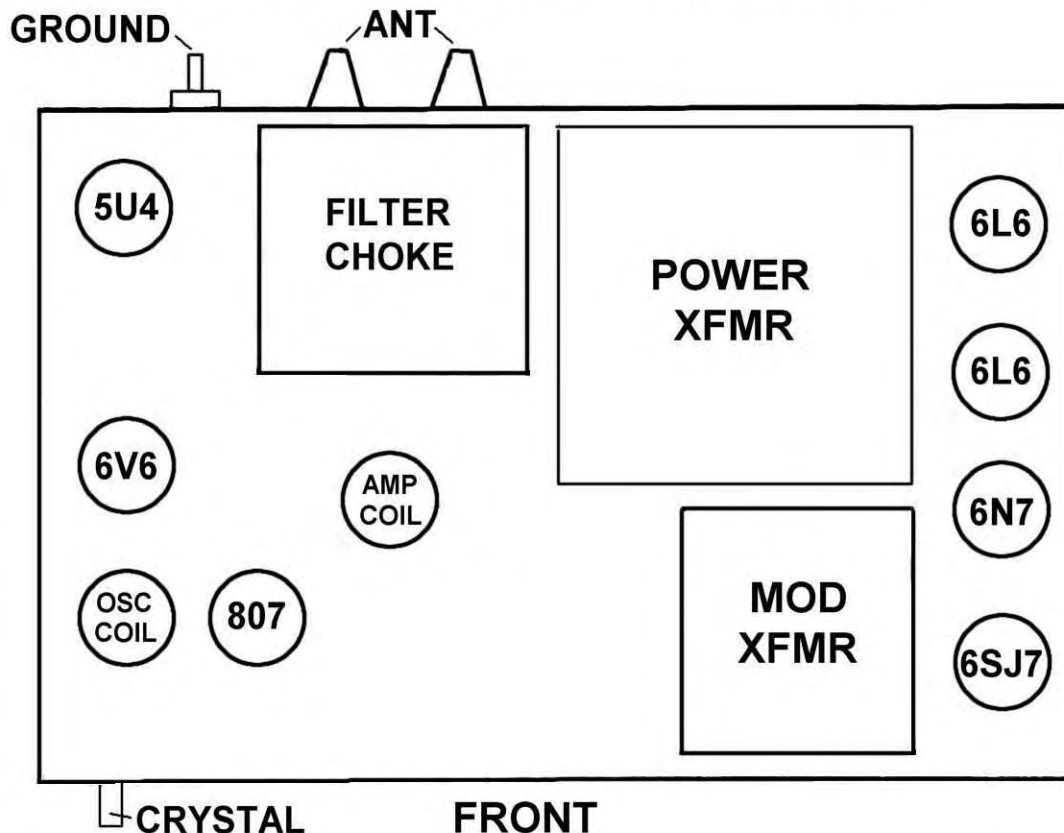 GROUND
ANT
5U4
FILTER
CHOKE
POWER
XFMR
6L6
6L6
6V6
AMP
COIL
6N7
OSC
COIL
807
MOD
XFMR
6SJ7
CRYSTAL
FRONT